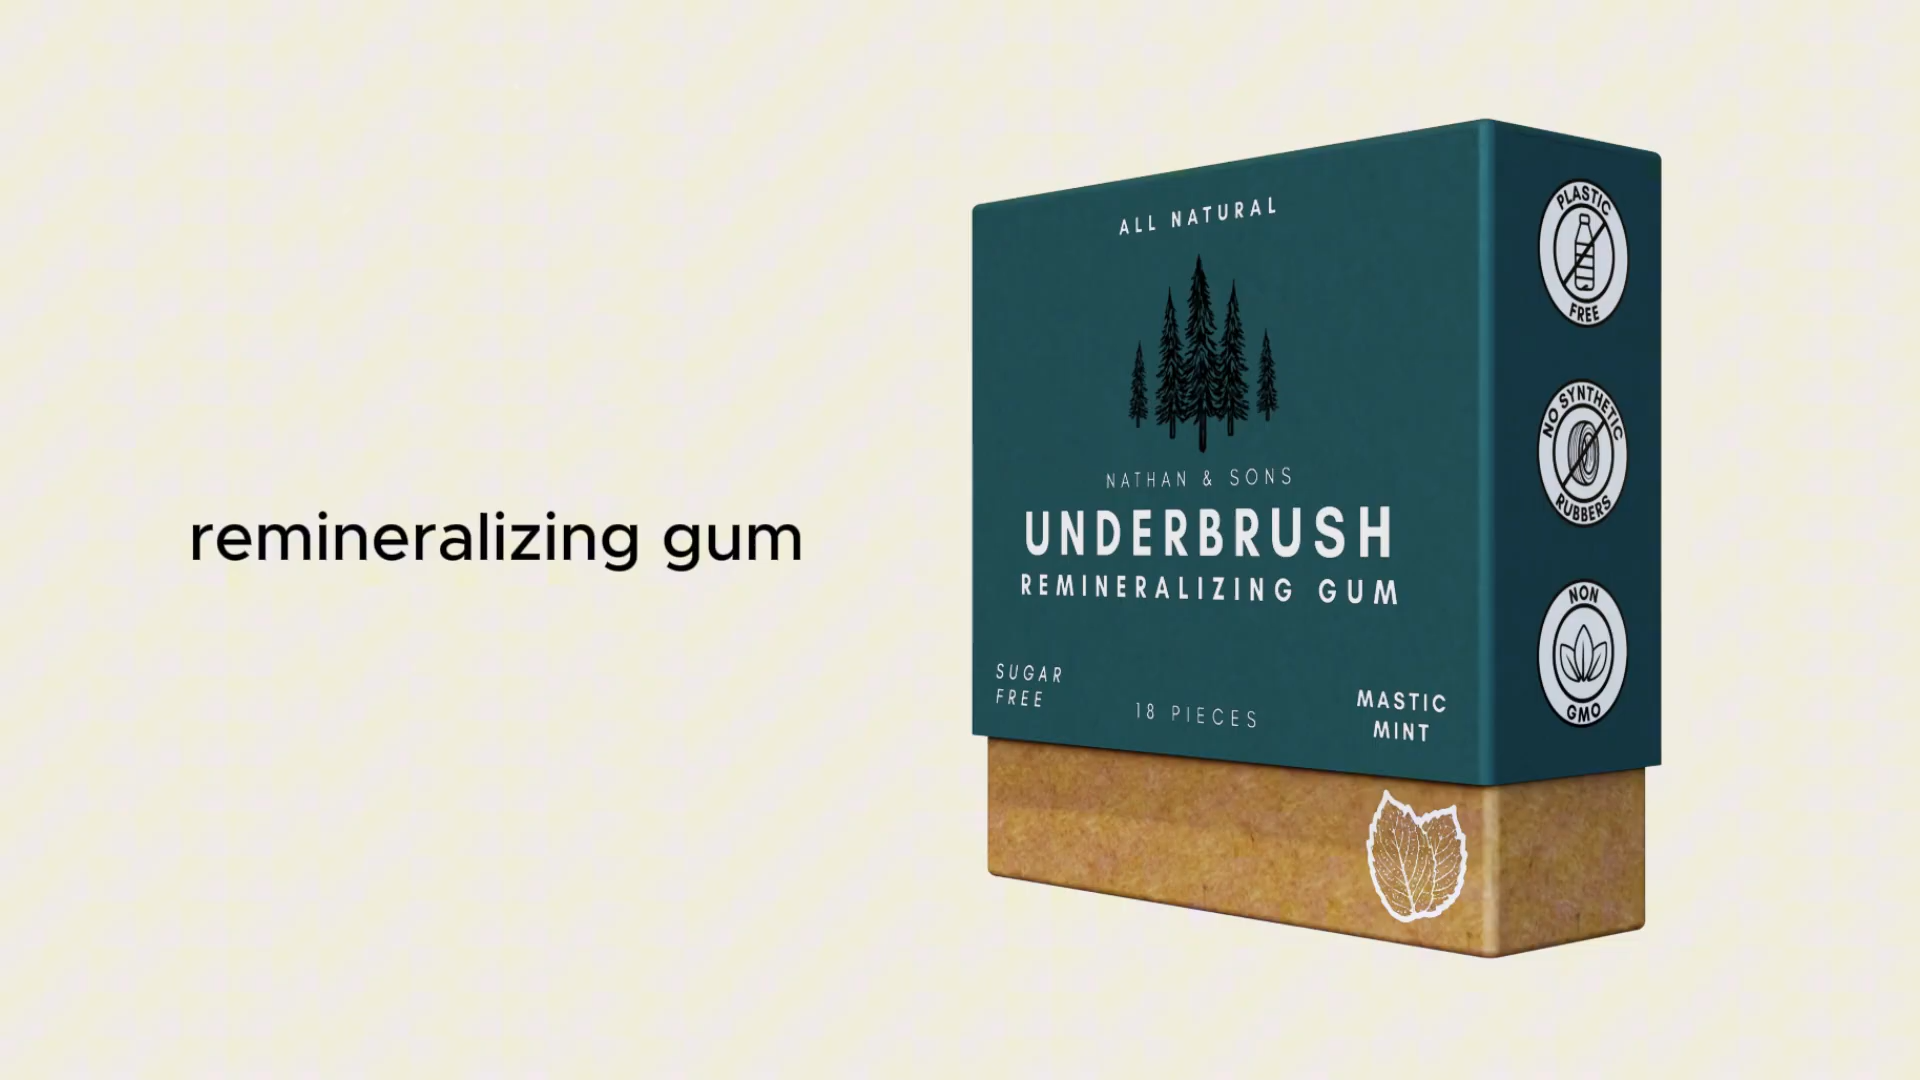 remineralizing gum
ALL NATURAL
NATHAN & SONS
UNDERBRUSH
REMINERALIZING GUM
SUGAR
FREE
18 PIECES
MASTIC
MINT
PLASTIC
FREE
NO SYNTHETIC
RUBBERS
NON
GMO